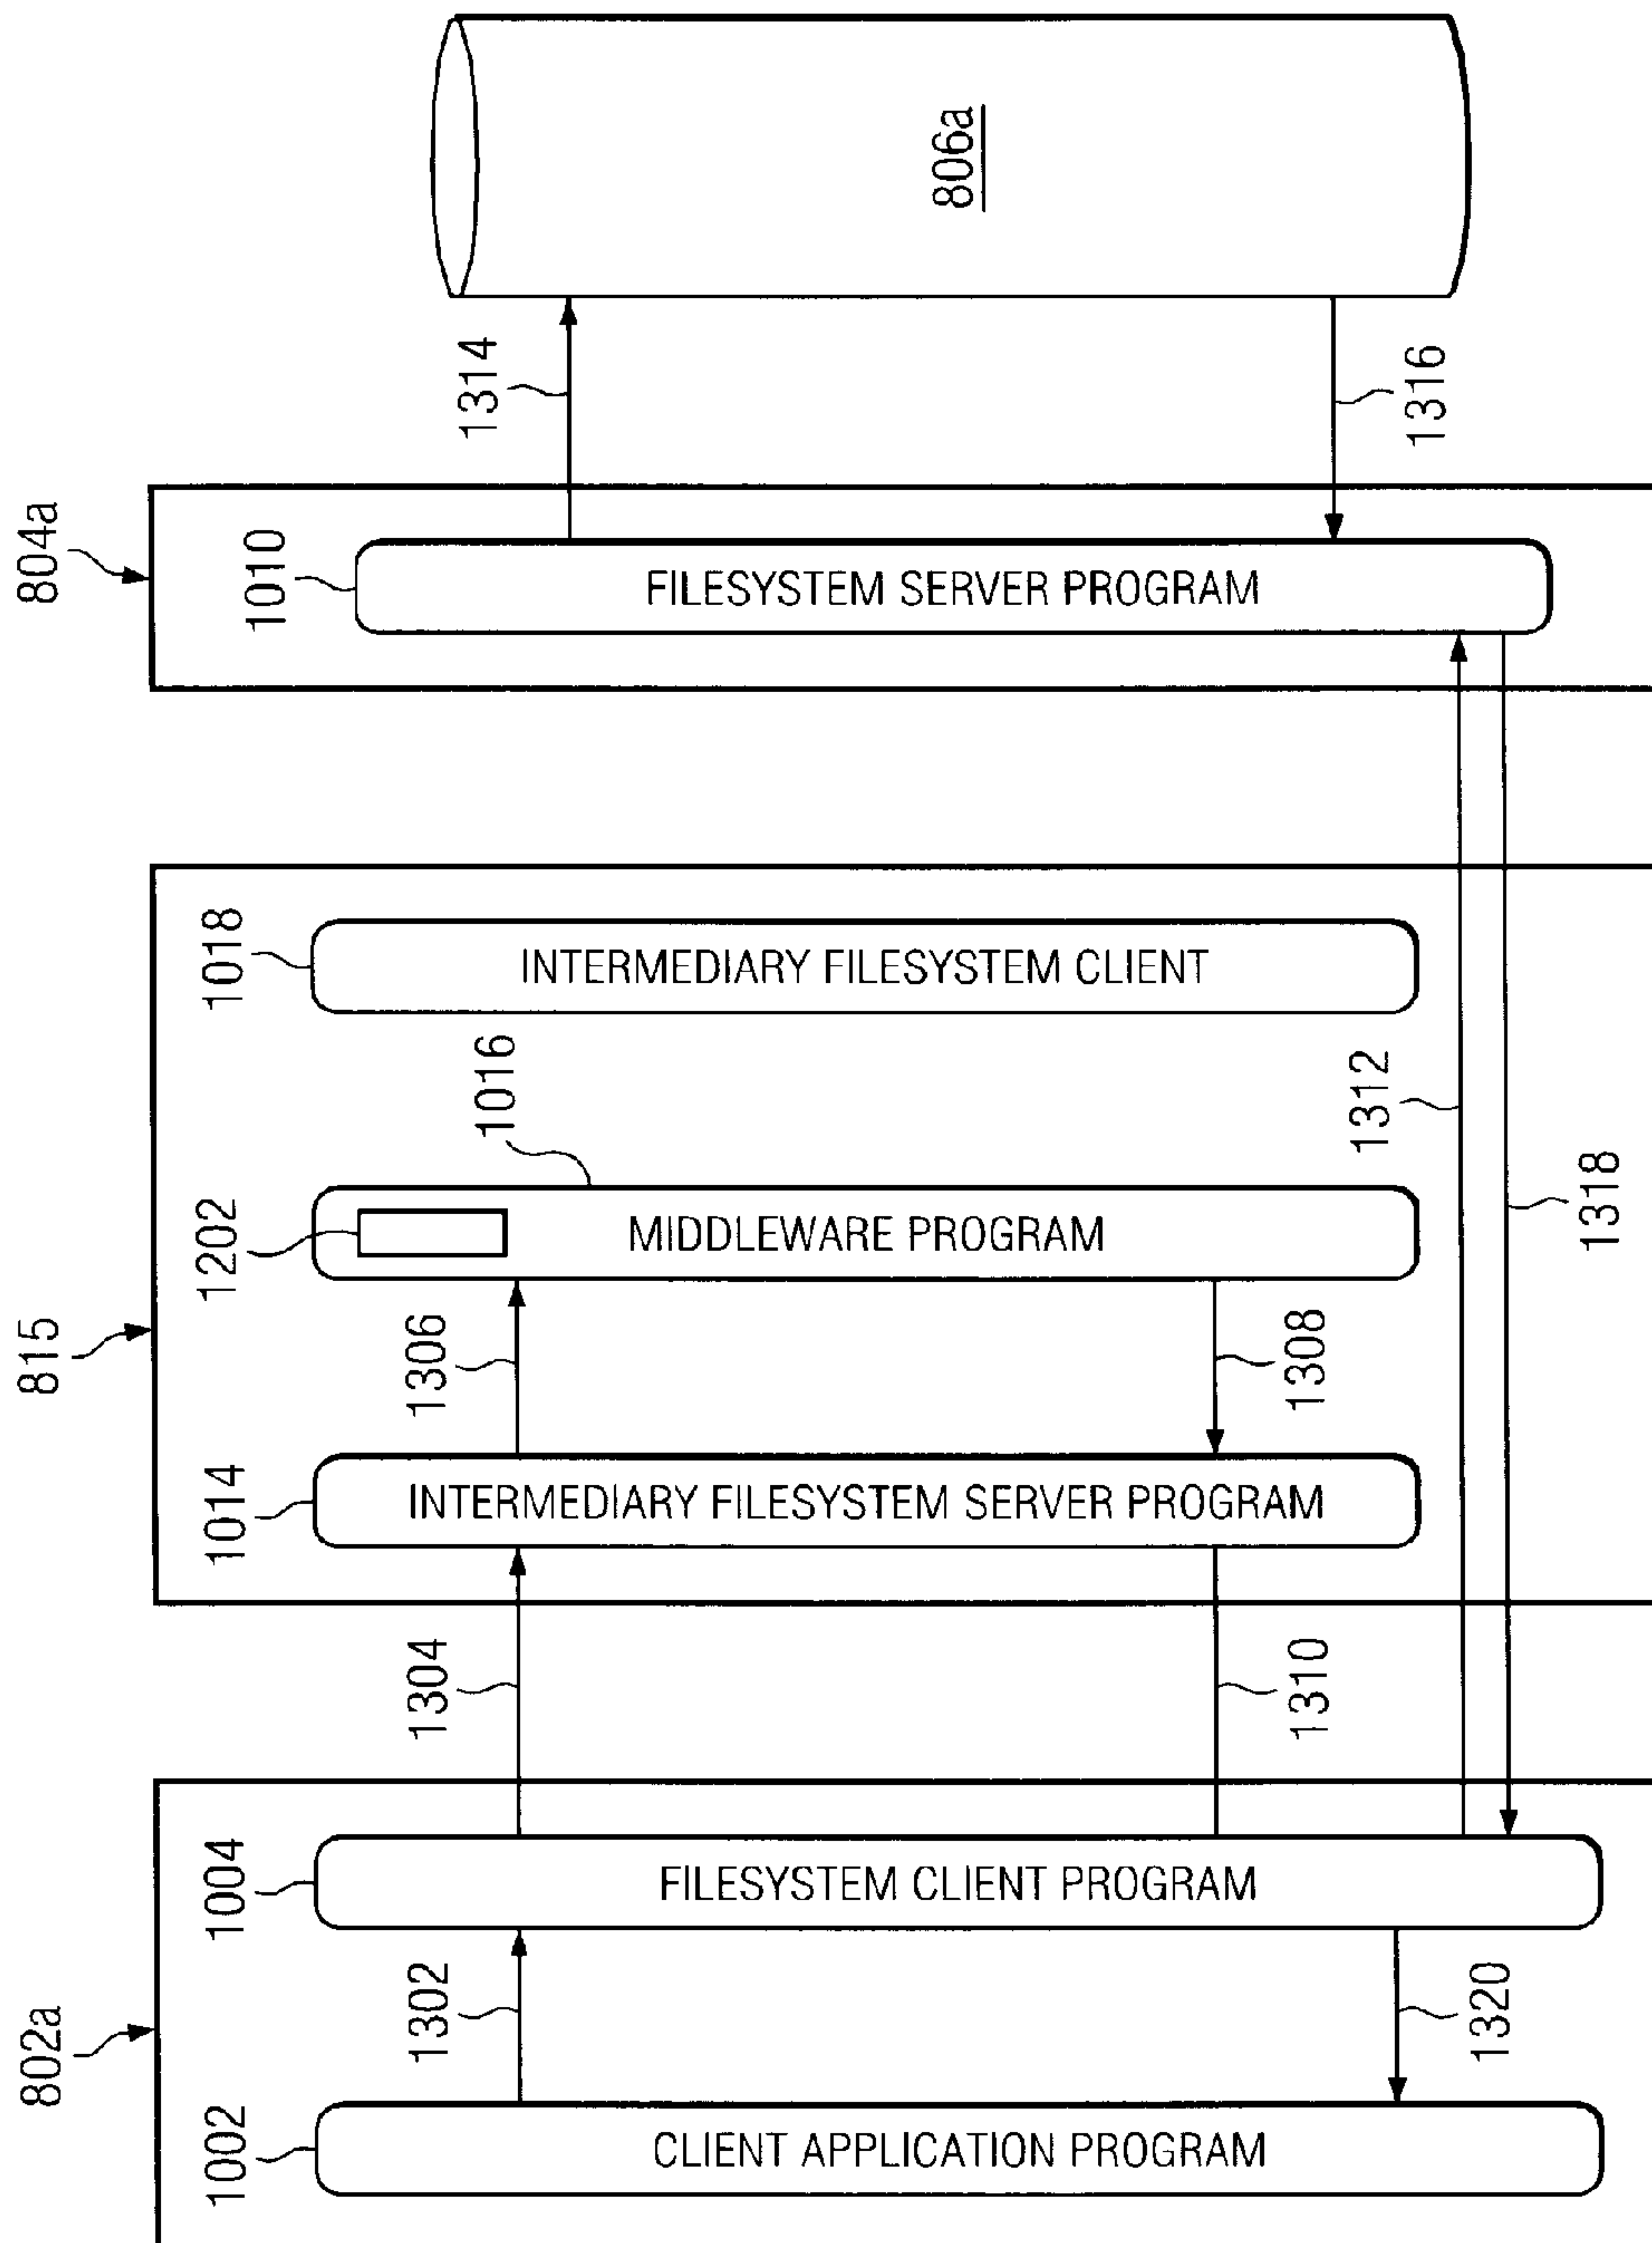 802a
1002
CLIENT APPLICATION PROGRAM
1302
1320
1004
FILESYSTEM CLIENT PROGRAM
1304
1310
815
1014
INTERMEDIARY FILESYSTEM SERVER PROGRAM
1306
1308
1202
MIDDLEWARE PROGRAM
1016
1018
INTERMEDIARY FILESYSTEM CLIENT
1312
1318
804a
1010
FILESYSTEM SERVER PROGRAM
1314
1316
806a